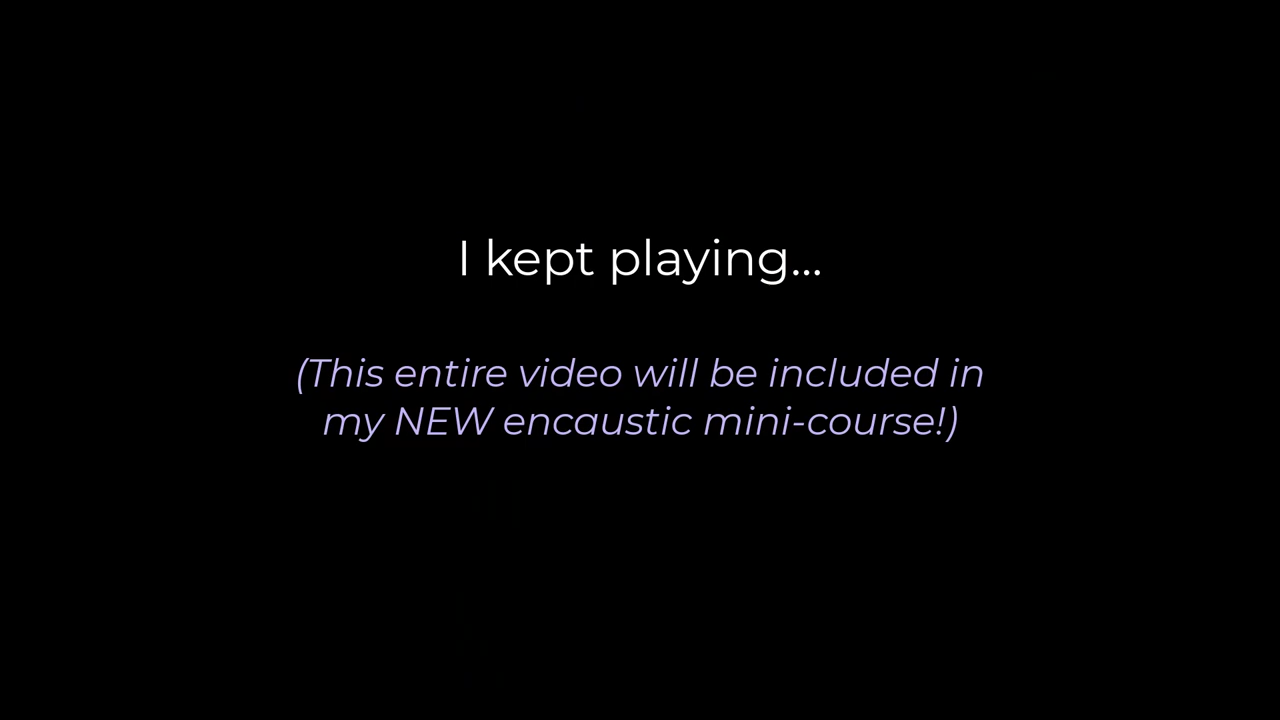 I kept playing...
(This entire video will be included in
my NEW encaustic mini-course!)